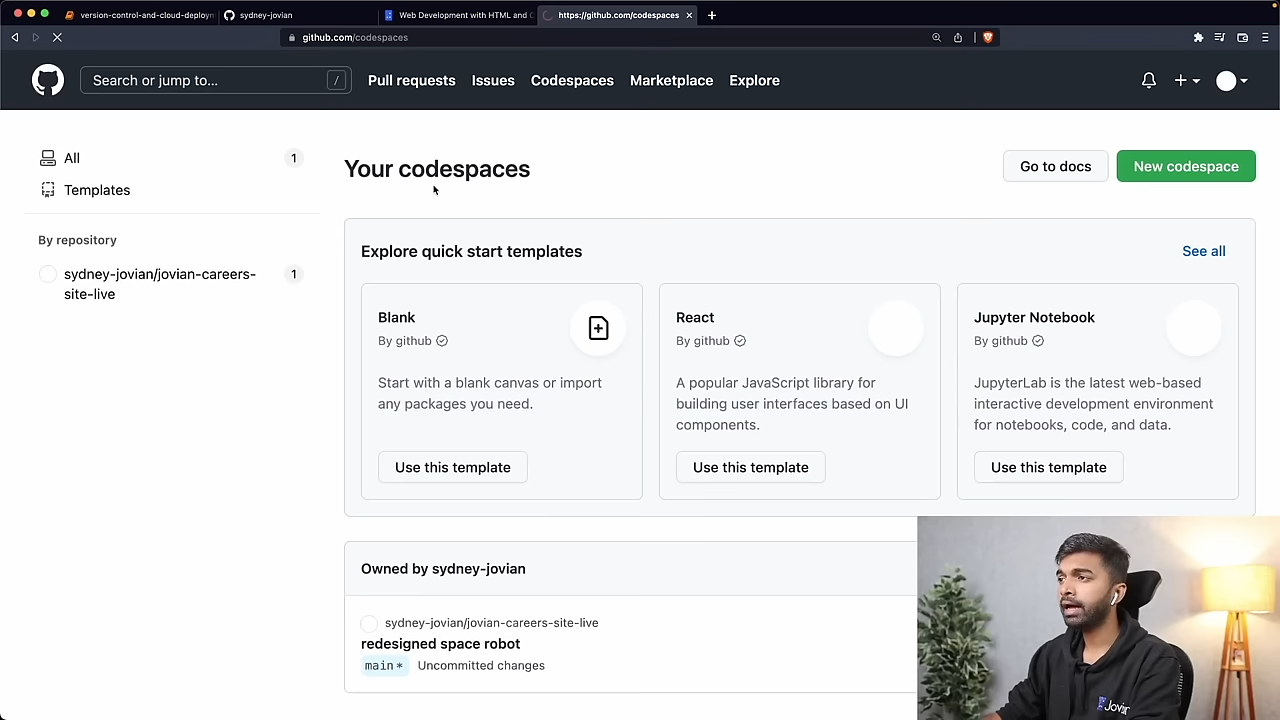 version-control-and-cloud-deploym
sydney-jovian
Web Development with HTML and C
https://github.com/codespaces
github.com/codespaces
Search or jump to...
/
Pull requests
Issues
Codespaces
Marketplace
Explore
All
1
Templates
By repository
sydney-jovian/jovian-careers-
site-live
1
Your codespaces
Go to docs
New codespace
Explore quick start templates
See all
Blank
By github
Start with a blank canvas or import
any packages you need.
Use this template
React
By github
A popular JavaScript library for
building user interfaces based on UI
components.
Use this template
Jupyter Notebook
By github
JupyterLab is the latest web-based
interactive development environment
for notebooks, code, and data.
Use this template
Owned by sydney-jovian
sydney-jovian/jovian-careers-site-live
redesigned space robot
main*
Uncommitted changes
Jovian